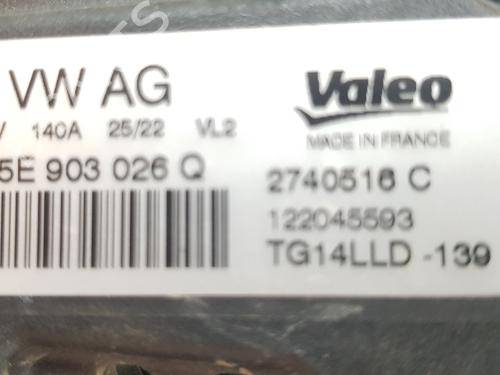 VW AG
Valeo
V 140A 25/22 VL2
MADE IN FRANCE
5E 903 026 Q
2740516 C
122045593
TG14LLD -139